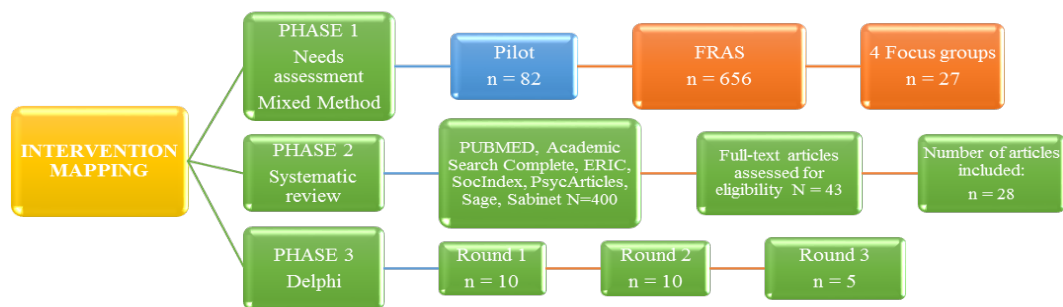 PHASE 1
Needs
assessment
Mixed Method
Pilot
n = 82
FRAS
n = 656
4 Focus groups
n = 27
INTERVENTION
MAPPING
PHASE 2
Systematic
review
PUBMED, Academic
Search Complete, ERIC,
SocIndex, PsycArticles,
Sage, Sabinet N=400
Full-text articles
assessed for
eligibility N = 43
Number of articles
included:
n = 28
PHASE 3
Delphi
Round 1
n = 10
Round 2
n = 10
Round 3
n = 5